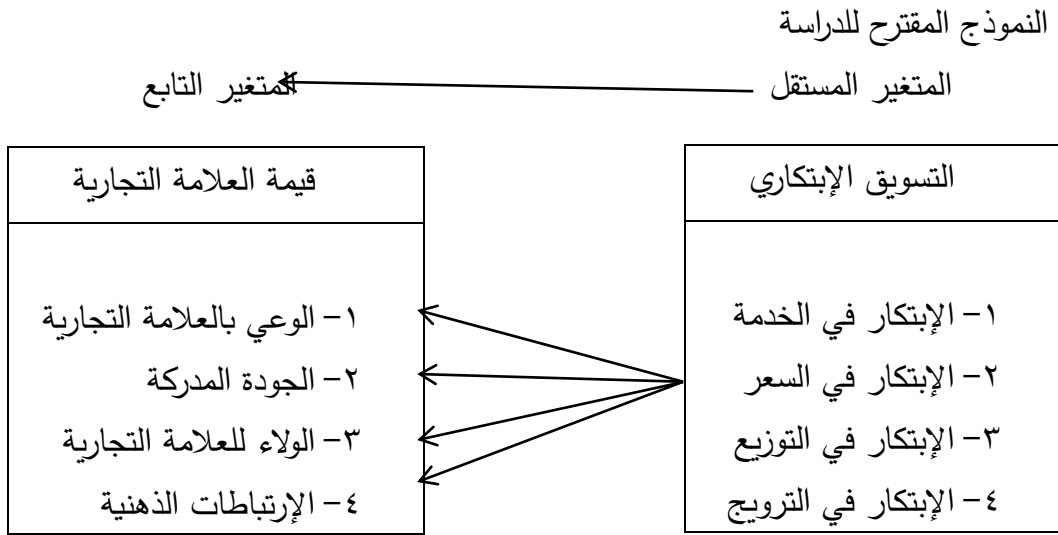 النموذج المقترح للدراسة
المتغير المستقل
المتغير التابع
التسويق الإبتكاري
١- الإبتكار في الخدمة
٢- الإبتكار في السعر
٣- الإبتكار في التوزيع
٤- الإبتكار في الترويج
قيمة العلامة التجارية
١- الوعي بالعلامة التجارية
٢- الجودة المدركة
٣- الولاء للعلامة التجارية
٤- الإرتباطات الذهنية